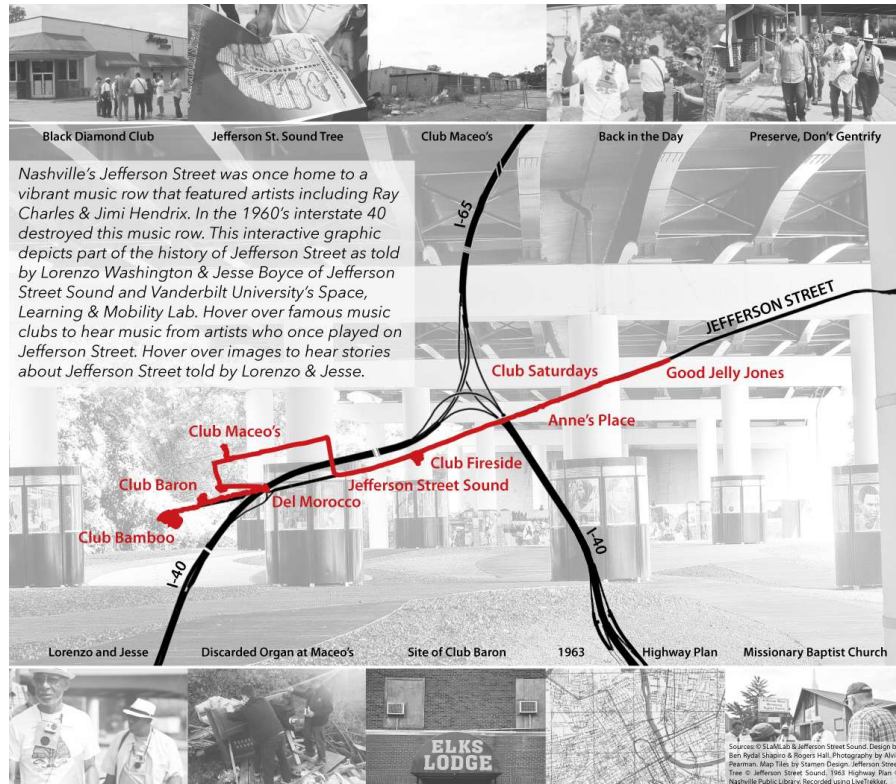 Black Diamond Club
Jefferson St. Sound Tree
Club Maceo's
Back in the Day
Preserve, Don't Gentrify
Nashville's Jefferson Street was once home to a
vibrant music row that featured artists including Ray
Charles & Jimi Hendrix. In the 1960's interstate 40
destroyed this music row. This interactive graphic
depicts part of the history of Jefferson Street as told
by Lorenzo Washington & Jesse Boyce of Jefferson
Street Sound and Vanderbilt University's Space,
Learning & Mobility Lab. Hover over famous music
clubs to hear music from artists who once played on
Jefferson Street. Hover over images to hear stories
about Jefferson Street told by Lorenzo & Jesse.
I-65
JEFFERSON STREET
Club Saturdays
Good Jelly Jones
Anne's Place
Club Maceo's
Club Fireside
Club Baron
Jefferson Street Sound
Del Morocco
Club Bamboo
I-40
I-40
Lorenzo and Jesse
Discarded Organ at Maceo's
Site of Club Baron
1963
Highway Plan
Missionary Baptist Church
ELKS
LODGE
Sources: © SLaMLab & Jefferson Street Sound. Design b
Ben Rydal Shapiro & Rogers Hall. Photography by Alvi
Pearman. Map Tiles by Stamen Design. Jefferson Stree
Tree © Jefferson Street Sound. 1963 Highway Plan
Nashville Public Library. Recorded using LiveTrekker.